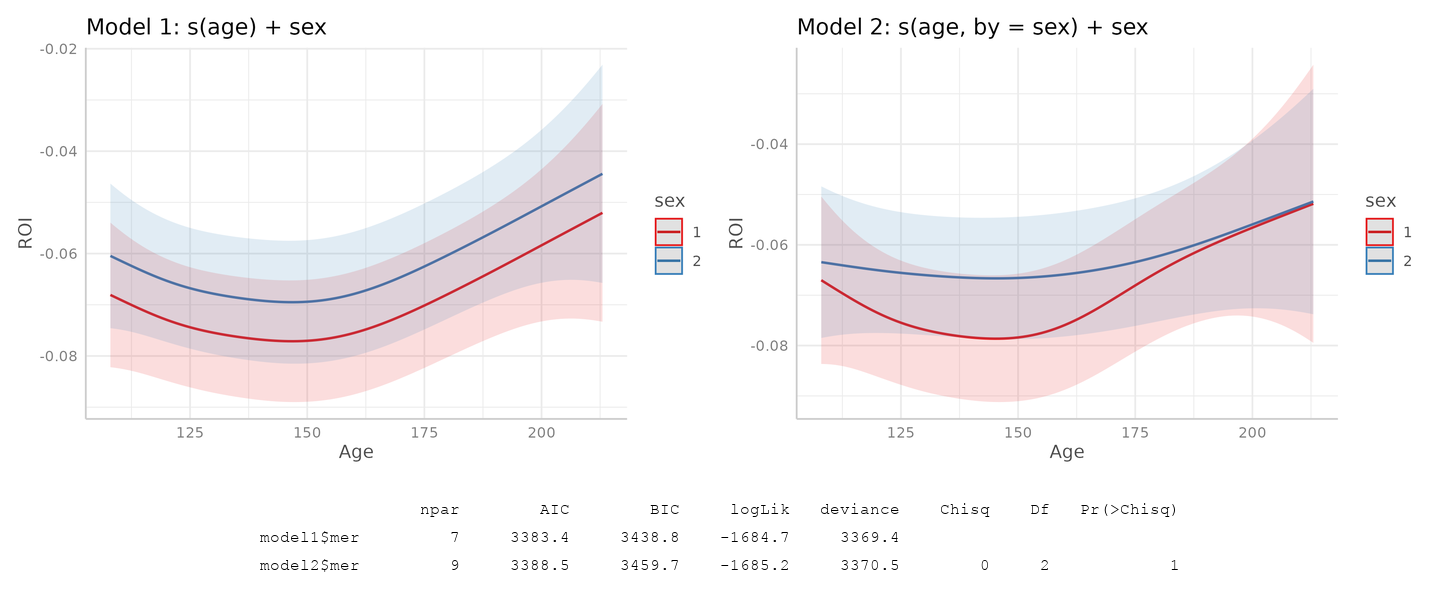 Model 1: s(age) + sex
-0.02
-0.04
-0.06
-0.08
ROI
125 150 175 200
Age
sex
1
2
Model 2: s(age, by = sex) + sex
-0.04
-0.06
-0.08
ROI
125 150 175 200
Age
sex
1
2
npar AIC BIC logLik deviance Chisq Df Pr(>Chisq)
model1$mer 7 3383.4 3438.8 -1684.7 3369.4
model2$mer 9 3388.5 3459.7 -1685.2 3370.5 0 2 1